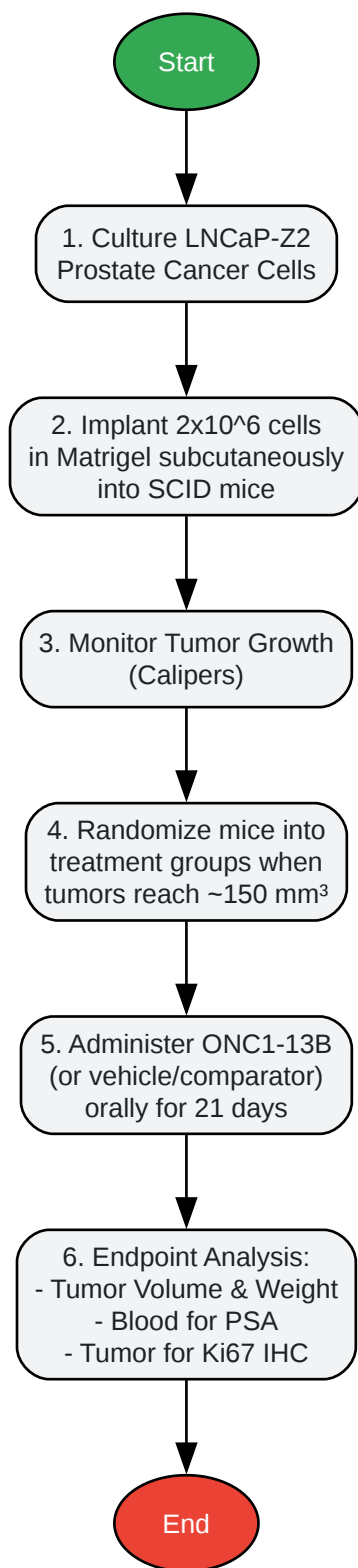 Start
1. Culture LNCaP-Z2
Prostate Cancer Cells
2. Implant 2x10^6 cells
in Matrigel subcutaneously
into SCID mice
3. Monitor Tumor Growth
(Calipers)
4. Randomize mice into
treatment groups when
tumors reach ~150 mm³
5. Administer ONC1-13B
(or vehicle/comparator)
orally for 21 days
6. Endpoint Analysis:
- Tumor Volume & Weight
- Blood for PSA
- Tumor for Ki67 IHC
End